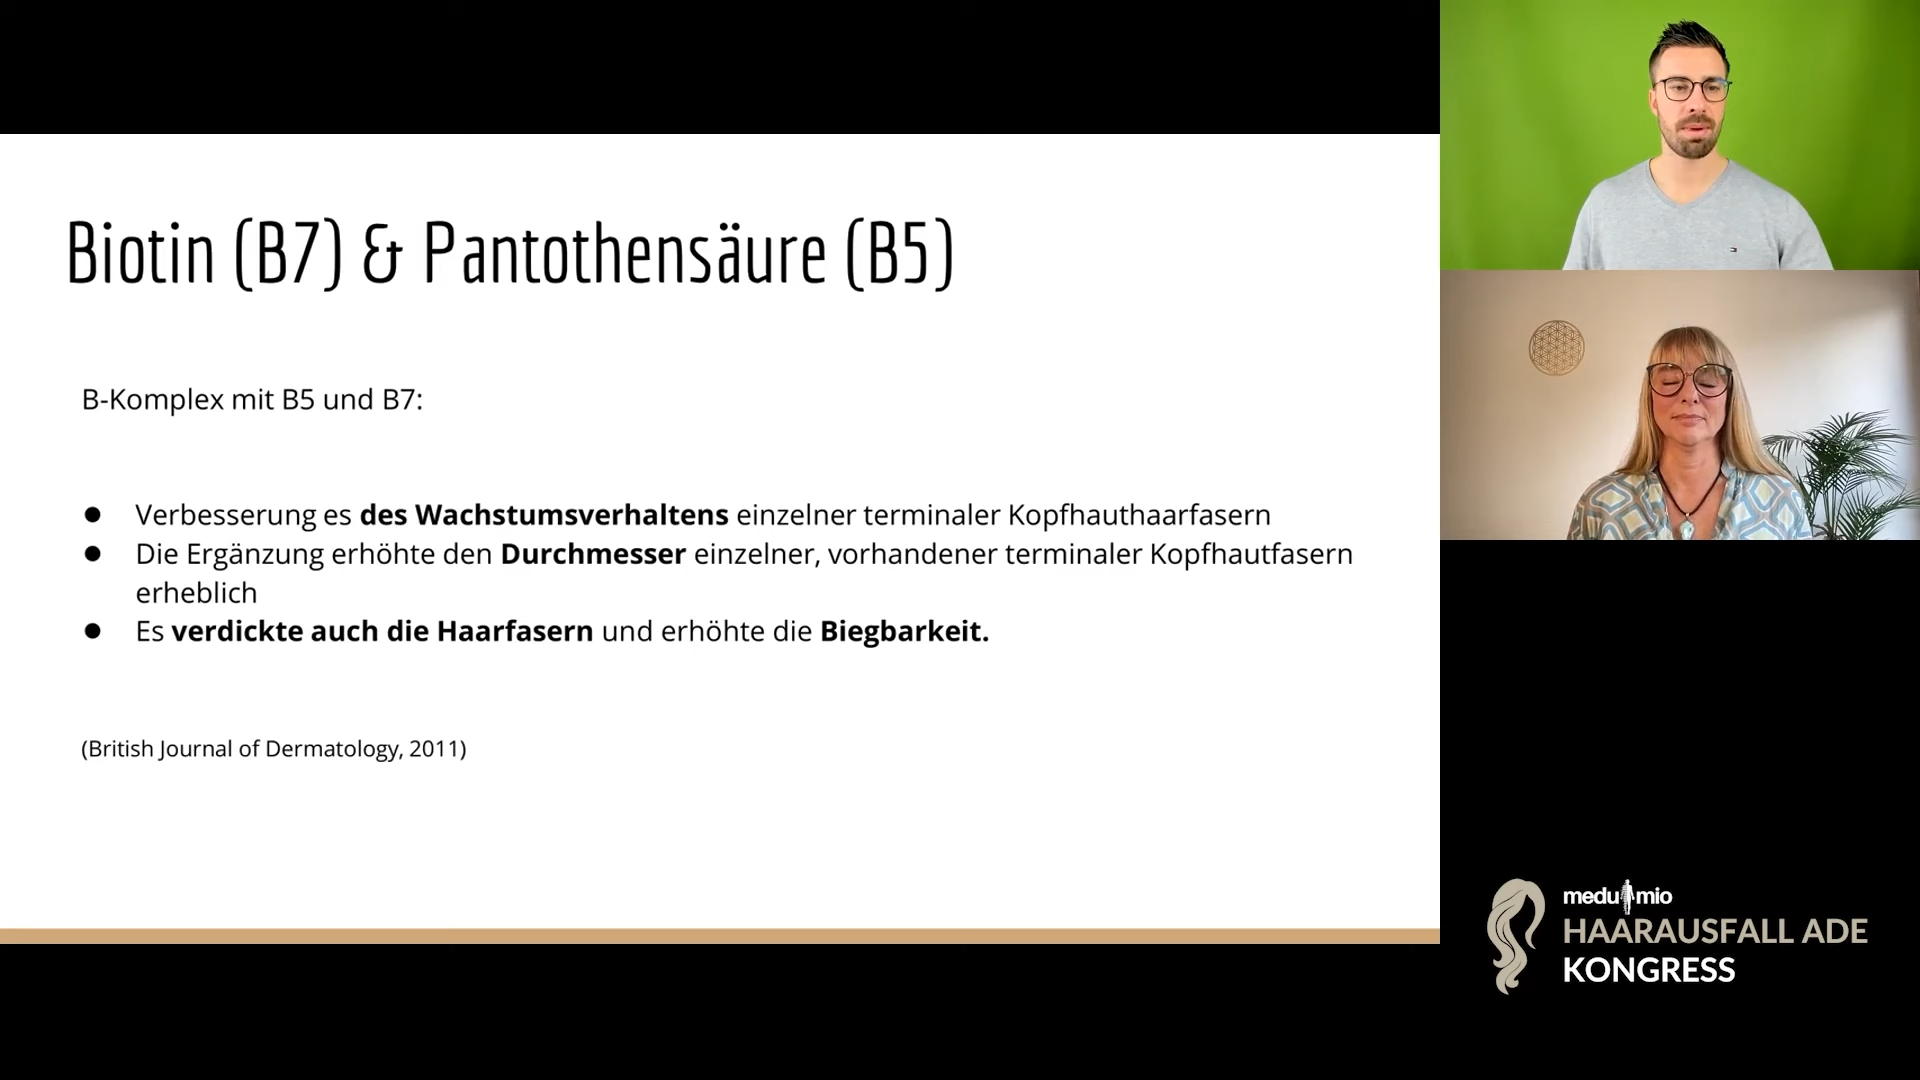 Biotin (B7) & Pantothensäure (B5)
B-Komplex mit B5 und B7:
● Verbesserung es des Wachstumsverhaltens einzelner terminaler Kopfhauthaarfasern
● Die Ergänzung erhöhte den Durchmesser einzelner, vorhandener terminaler Kopfhautfasern
erheblich
● Es verdickte auch die Haarfasern und erhöhte die Biegbarkeit.
(British Journal of Dermatology, 2011)
medumio
HAARAUSFALL ADE
KONGRESS